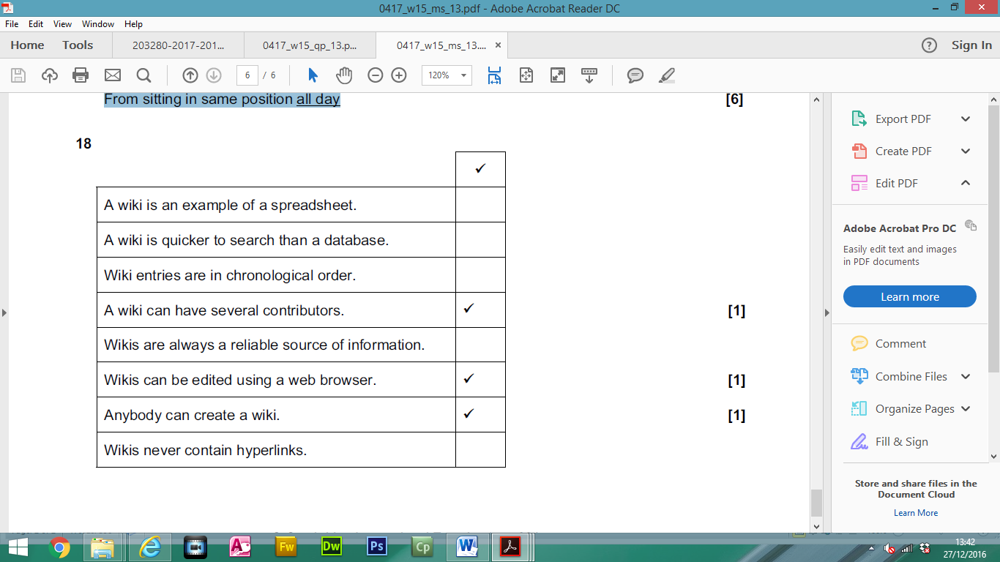 0417_w15_ms_13.pdf - Adobe Acrobat Reader DC
File Edit View Window Help
Home Tools 203280-2017-201... 0417_w15_qp_13.p... 0417_w15_ms_13.... × ? Sign In
6 / 6 120%
From sitting in same position all day [6]
18
✓
A wiki is an example of a spreadsheet.
A wiki is quicker to search than a database.
Wiki entries are in chronological order.
A wiki can have several contributors. ✓ [1]
Wikis are always a reliable source of information.
Wikis can be edited using a web browser. ✓ [1]
Anybody can create a wiki. ✓ [1]
Wikis never contain hyperlinks.
Export PDF
Create PDF
Edit PDF
Adobe Acrobat Pro DC
Easily edit text and images
in PDF documents
Learn more
Comment
Combine Files
Organize Pages
Fill & Sign
Store and share files in the
Document Cloud
Learn More
Fw Dw Ps Cp
13:42
27/12/2016